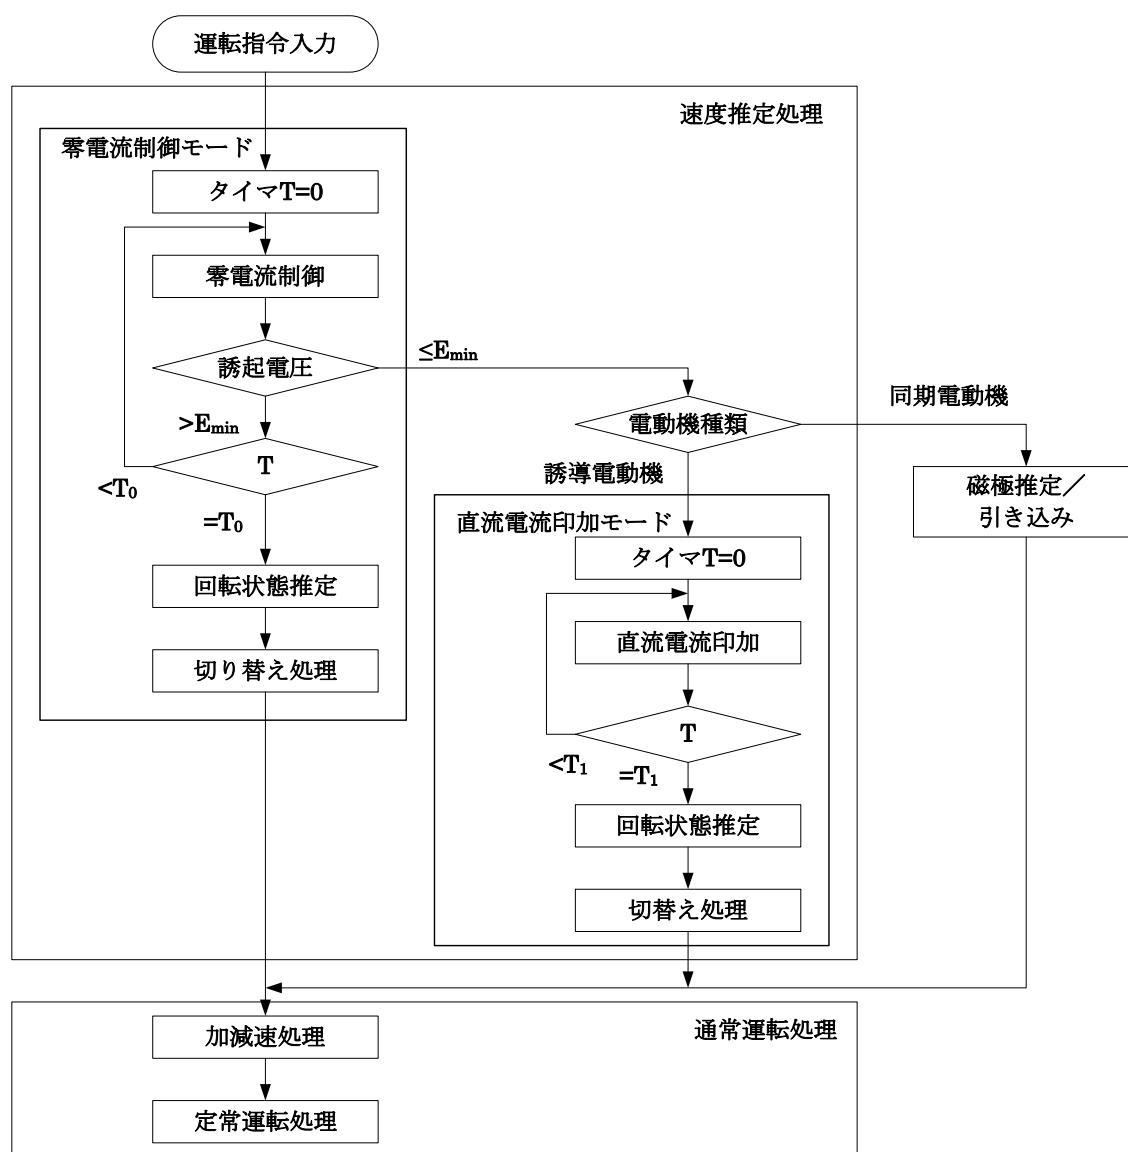 運転指令入力
速度推定処理
零電流制御モード
タイマT=0
零電流制御
誘起電圧
≤Emin
>Emin
T
<T0
=T0
回転状態推定
切り替え処理
電動機種類
同期電動機
誘導電動機
磁極推定／
引き込み
直流電流印加モード
タイマT=0
直流電流印加
T
<T1
=T1
回転状態推定
切替え処理
通常運転処理
加減速処理
定常運転処理